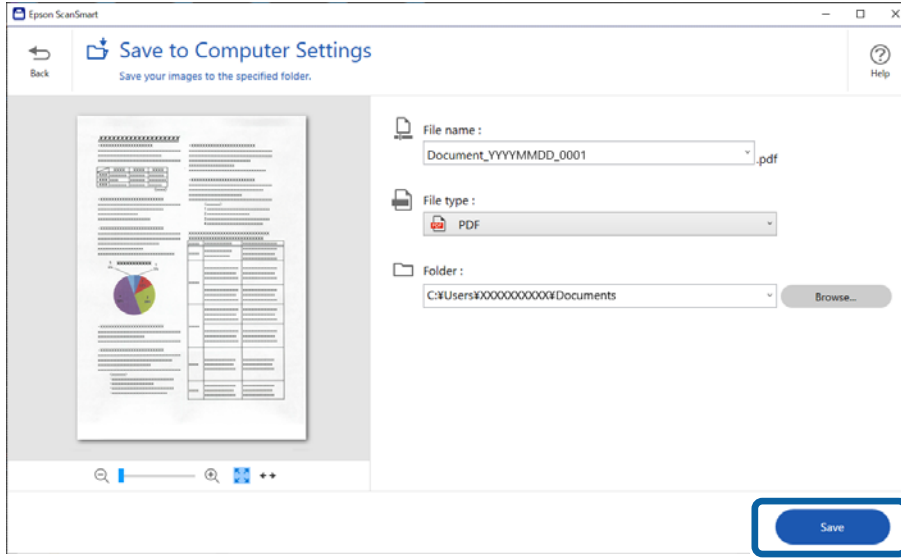 Epson ScanSmart
Back
Save to Computer Settings
Save your images to the specified folder.
Help
File name :
Document_YYYYMMDD_0001
.pdf
File type :
PDF
Folder :
C:¥Users¥XXXXXXXXXX¥Documents
Browse...
Save